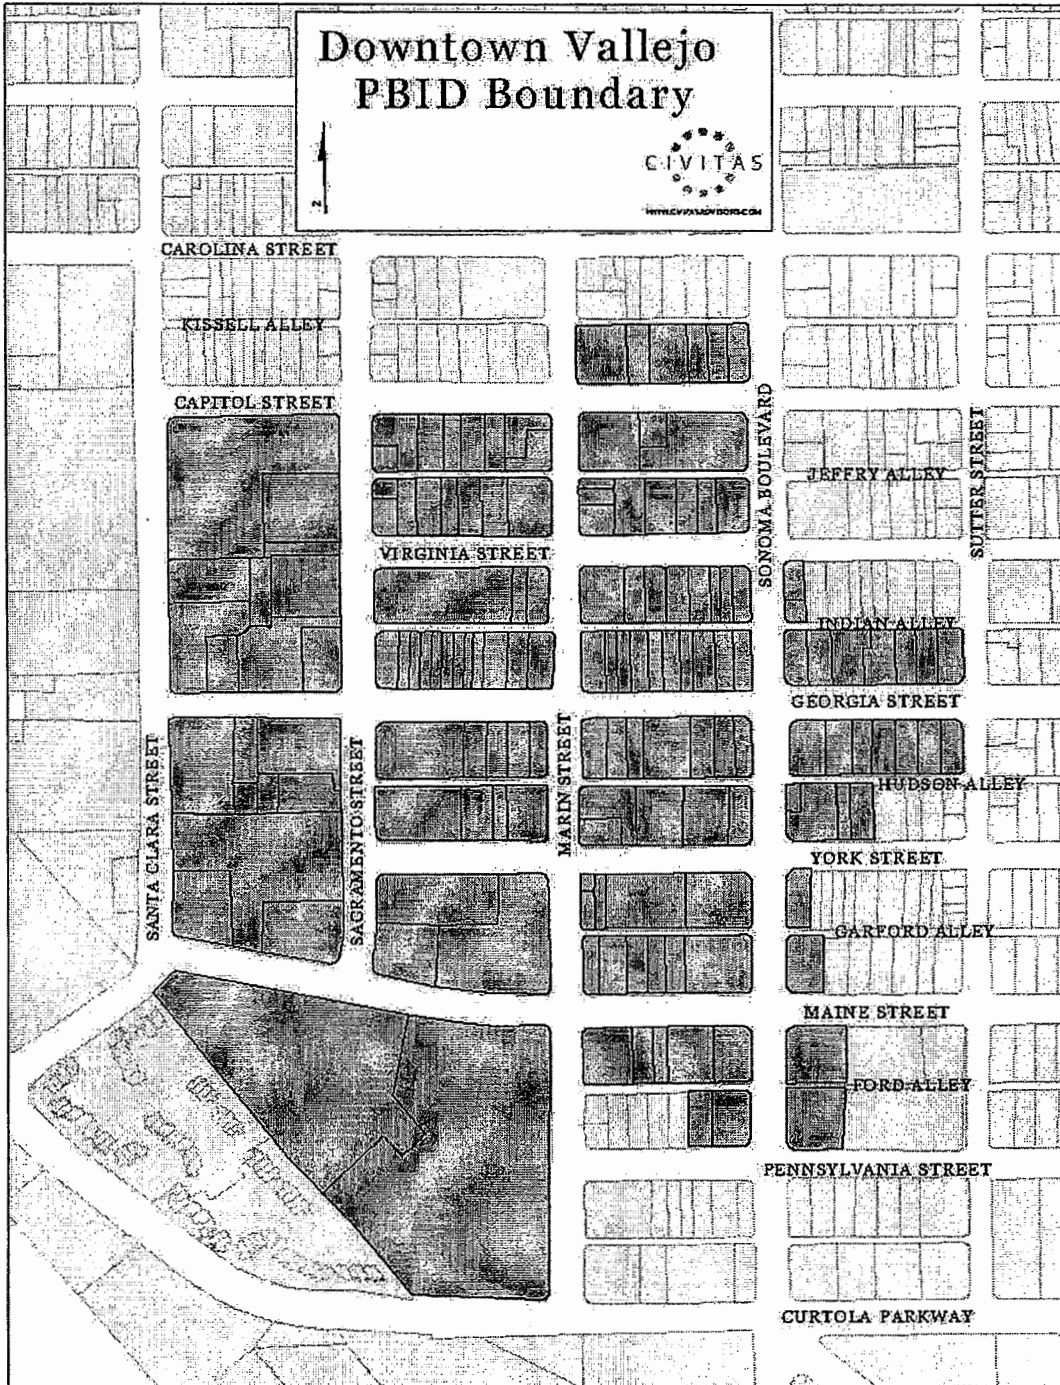 Downtown Vallejo
PBID Boundary
CIVITAS
CAROLINA STREET
KISSELL ALLEY
CAPITOL STREET
SONOMA BOULEVARD
JEFFRY ALLEY
SUTTER STREET
VIRGINIA STREET
INDIAN ALLEY
GEORGIA STREET
SANTA CLARA STREET
SACRAMENTO STREET
MARIN STREET
HUDSON ALLEY
YORK STREET
GARFORD ALLEY
MAINE STREET
FORD ALLEY
PENNSYLVANIA STREET
CURTOLA PARKWAY